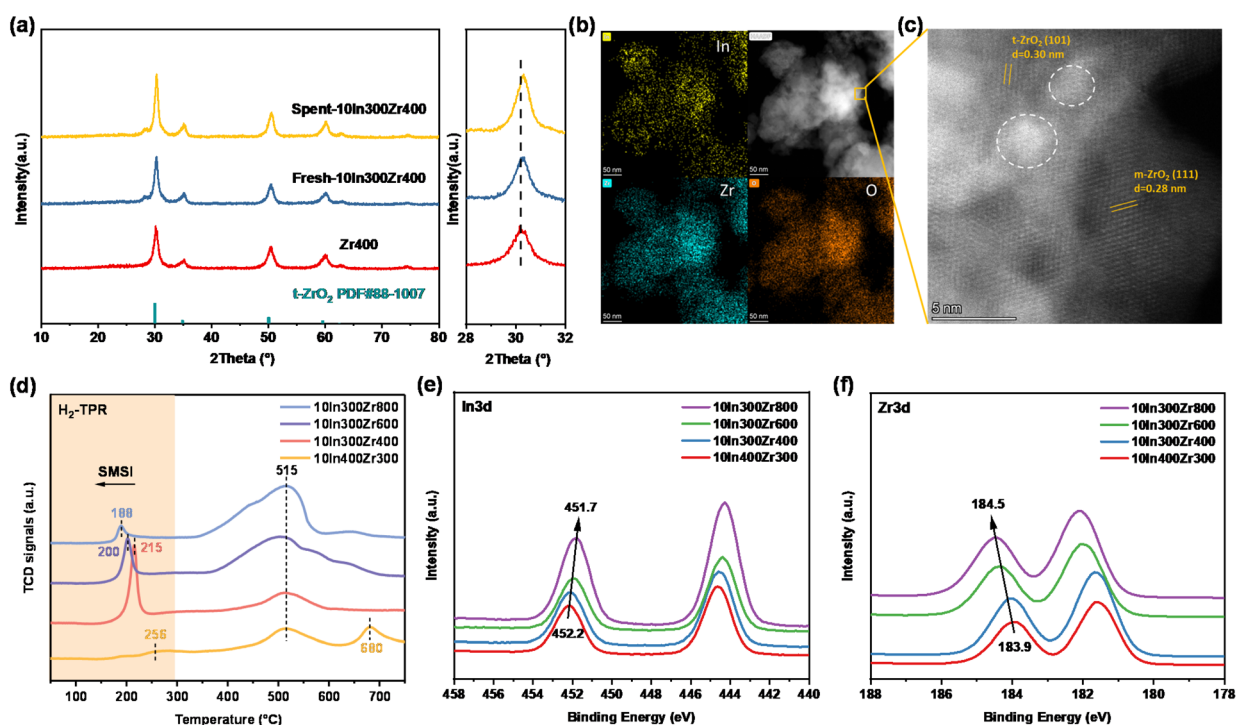 (a)
Intensity(a.u.)
Spent-10In300Zr400
Fresh-10In300Zr400
Zr400
t-ZrO₂ PDF#88-1007
10 20 30 40 50 60 70 80
2Theta (°)
Intensity(a.u.)
28 30 32
2Theta (°)
(b)
In
50 nm
50 nm
Zr
Zr
50 nm
O
O
50 nm
(c)
t-ZrO₂ (101)
d=0.30 nm
m-ZrO₂ (111)
d=0.28 nm
5 nm
(d)
TCD signals (a.u.)
H₂-TPR
10In300Zr800
10In300Zr600
10In300Zr400
10In400Zr300
SMSI
515
188
200
215
256
680
100 200 300 400 500 600 700
Temperature (°C)
(e)
Intensity (a.u.)
In3d
10In300Zr800
10In300Zr600
10In300Zr400
10In400Zr300
451.7
452.2
458 456 454 452 450 448 446 444 442 440
Binding Energy (eV)
(f)
Intensity (a.u.)
Zr3d
10In300Zr800
10In300Zr600
10In300Zr400
10In400Zr300
184.5
183.9
188 186 184 182 180 178
Binding Energy (eV)